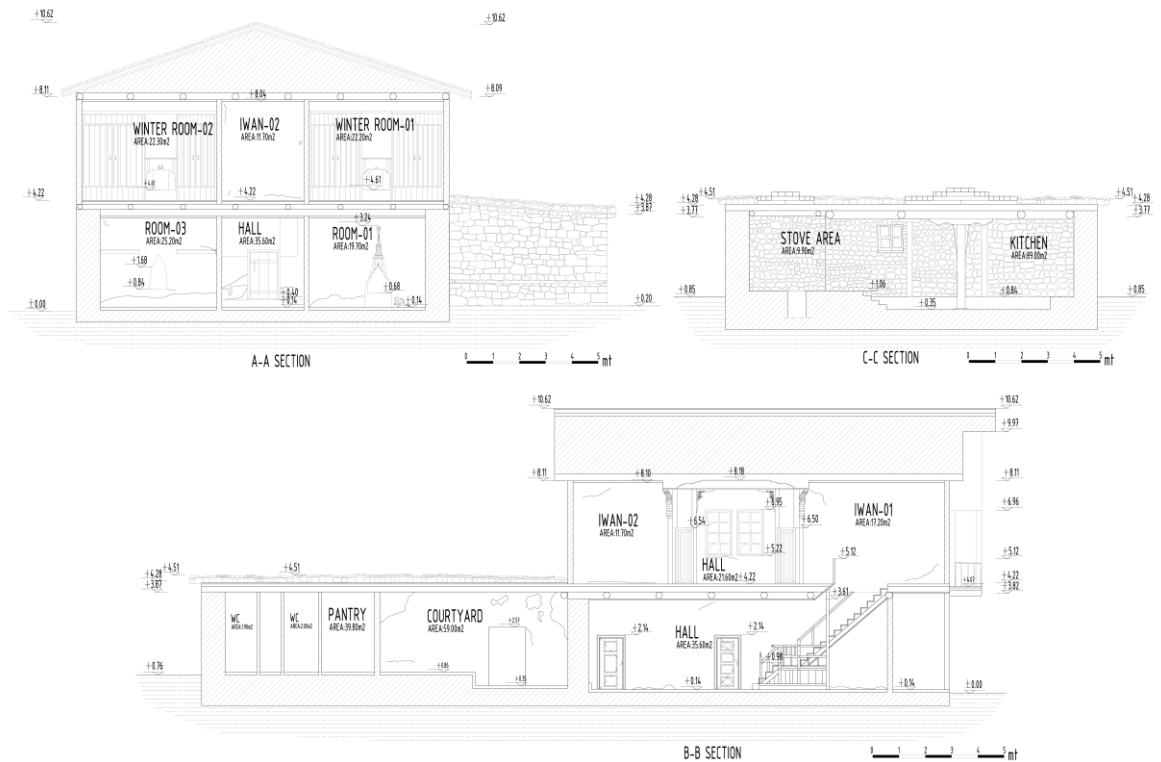 +10.62
+10.62
+8.11
+8.04
+8.09
WINTER ROOM-02
AREA:22.30m2
IWAN-02
AREA:11.70m2
WINTER ROOM-01
AREA:22.20m2
+4.61
+4.61
+4.22
+4.22
+4.28
+3.87
ROOM-03
AREA:25.20m2
HALL
AREA:35.60m2
+3.24
ROOM-01
AREA:19.70m2
+1.68
+0.84
+0.40
+0.14
+0.68
+0.14
+0.00
+0.20
A-A SECTION
0 1 2 3 4 5 mt
+4.51
+4.28
+3.77
+4.51
+4.28
+3.77
STOVE AREA
AREA:9.90m2
KITCHEN
AREA:89.00m2
+1.06
+0.85
+0.84
+0.85
+0.35
C-C SECTION
0 1 2 3 4 5 mt
+10.62
+10.62
+9.97
+8.11
+8.10
+8.18
+8.11
IWAN-02
AREA:11.70m2
+6.95
+6.54
+6.50
IWAN-01
AREA:17.20m2
+6.96
+5.22
+5.12
+5.12
HALL
AREA:21.60m2
+4.22
+4.22
+3.82
+4.28
+3.87
+4.51
+4.51
+3.61
WC
WC
PANTRY
AREA:39.80m2
COURTYARD
AREA:59.00m2
+2.14
HALL
AREA:35.60m2
+2.14
+0.98
+0.76
+0.14
+0.14
+0.00
B-B SECTION
0 1 2 3 4 5 mt